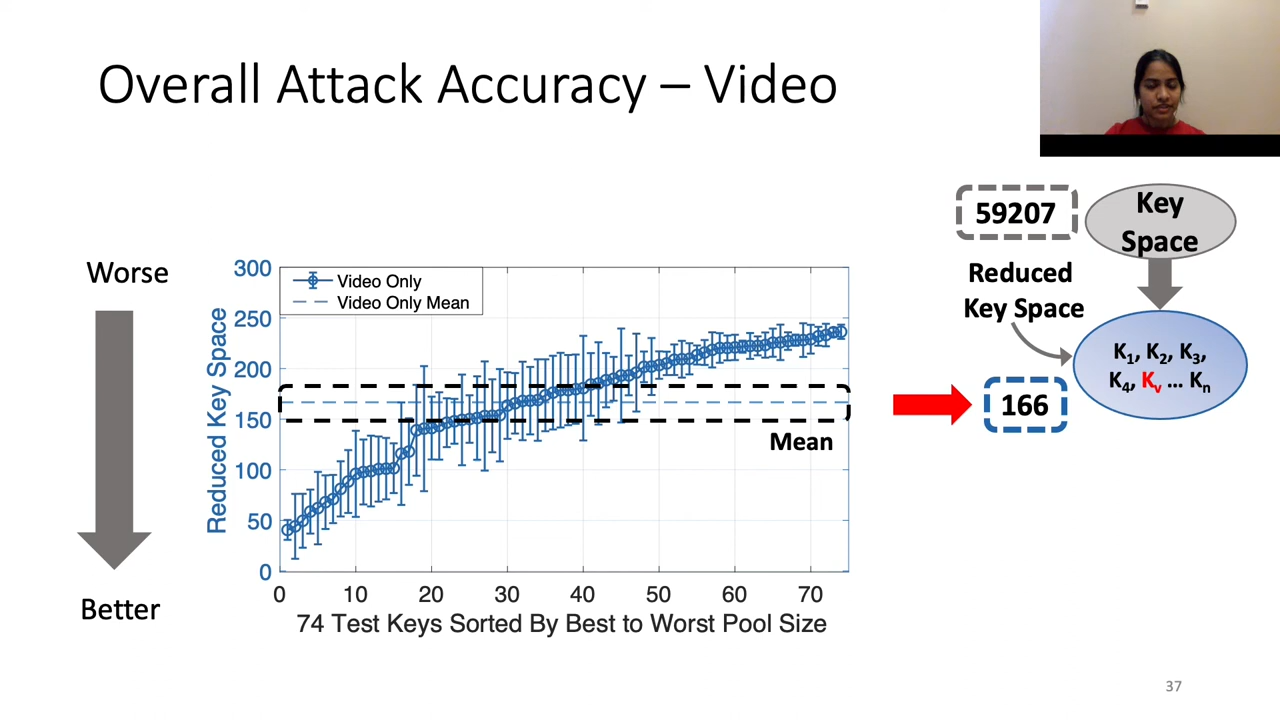 Overall Attack Accuracy – Video
59207
Key
Space
Reduced
Key Space
K1, K2, K3,
K4, Kv ... Kn
166
Worse
Better
Reduced Key Space
300
250
200
150
100
50
0
Video Only
Video Only Mean
Mean
0 10 20 30 40 50 60 70
74 Test Keys Sorted By Best to Worst Pool Size
37